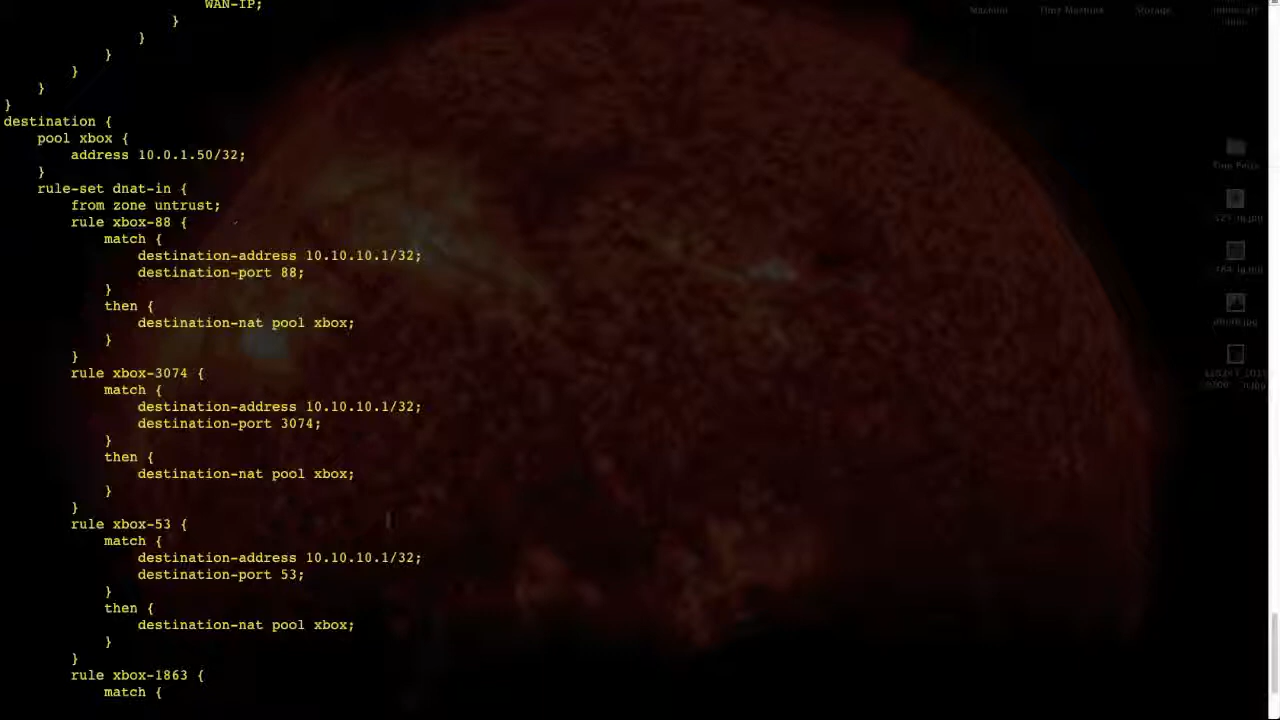 WAN-IP;
}
}
}
}
}
}
destination {
pool xbox {
address 10.0.1.50/32;
}
rule-set dnat-in {
from zone untrust;
rule xbox-88 {
match {
destination-address 10.10.10.1/32;
destination-port 88;
}
then {
destination-nat pool xbox;
}
}
rule xbox-3074 {
match {
destination-address 10.10.10.1/32;
destination-port 3074;
}
then {
destination-nat pool xbox;
}
}
rule xbox-53 {
match {
destination-address 10.10.10.1/32;
destination-port 53;
}
then {
destination-nat pool xbox;
}
}
rule xbox-1863 {
match {
Time Machine
Storage